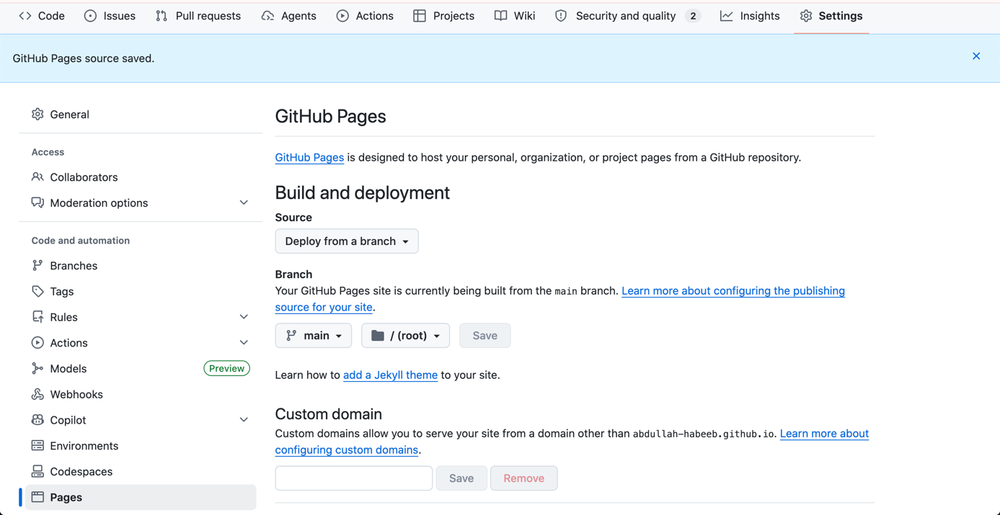 Code Issues Pull requests Agents Actions Projects Wiki Security and quality 2 Insights Settings
GitHub Pages source saved.
General
Access
Collaborators
Moderation options
Code and automation
Branches
Tags
Rules
Actions
Models Preview
Webhooks
Copilot
Environments
Codespaces
Pages
GitHub Pages
GitHub Pages is designed to host your personal, organization, or project pages from a GitHub repository.
Build and deployment
Source
Deploy from a branch
Branch
Your GitHub Pages site is currently being built from the main branch. Learn more about configuring the publishing
source for your site.
main / (root) Save
Learn how to add a Jekyll theme to your site.
Custom domain
Custom domains allow you to serve your site from a domain other than abdullah-habeeb.github.io. Learn more about
configuring custom domains.
Save Remove